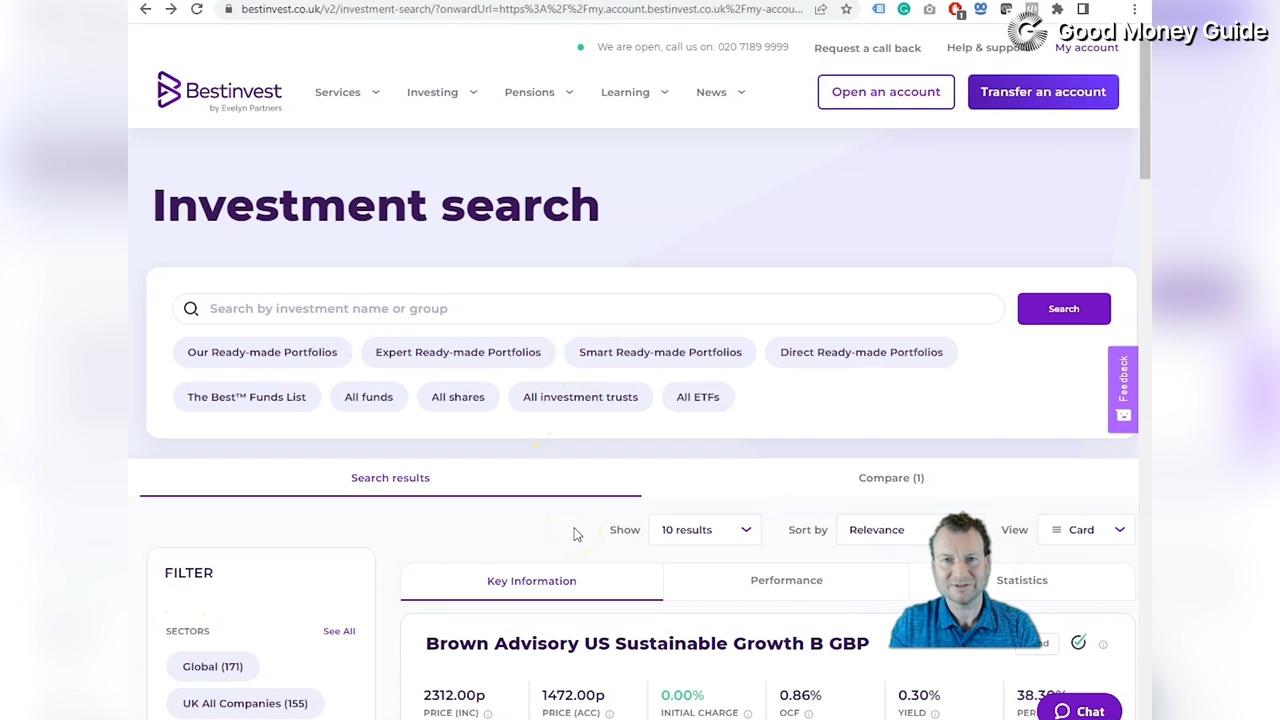 bestinvest.co.uk/v2/investment-search/?onwardUrl=https%3A%2F%2Fmy.account.bestinvest.co.uk%2Fmy-accou...
Good Money Guide
We are open, call us on: 020 7189 9999
Request a call back
Help & suppo
My account
Bestinvest
by Evelyn Partners
Services
Investing
Pensions
Learning
News
Open an account
Transfer an account
Investment search
Search by investment name or group
Search
Our Ready-made Portfolios
Expert Ready-made Portfolios
Smart Ready-made Portfolios
Direct Ready-made Portfolios
Feedback
The Best™ Funds List
All funds
All shares
All investment trusts
All ETFs
Search results
Compare (1)
Show
10 results
Sort by
Relevance
View
Card
FILTER
Key Information
Performance
Statistics
SECTORS
See All
Brown Advisory US Sustainable Growth B GBP
Global (171)
2312.00p
1472.00p
0.00%
0.86%
0.30%
38.30%
UK All Companies (155)
PRICE (INC)
PRICE (ACC)
INITIAL CHARGE
OCF
YIELD
PER
Chat